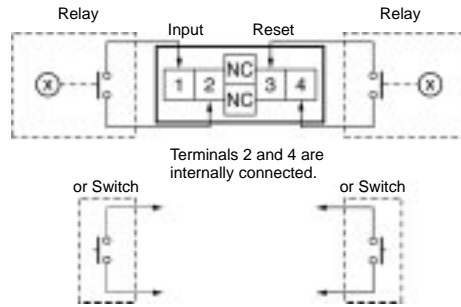 Relay
Relay
Input
Reset
X
1
2
NC
NC
3
4
X
Terminals 2 and 4 are
internally connected.
or Switch
or Switch